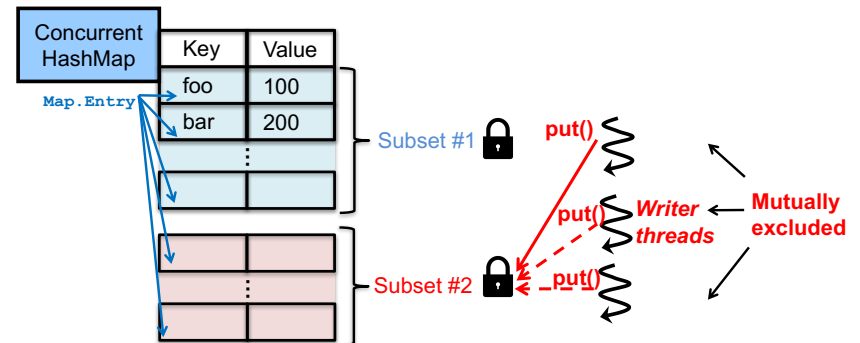 Concurrent
HashMap
Key Value
foo 100
Map.Entry
bar 200
Subset #1
put()
put()
Writer
threads
Mutually
excluded
put()
Subset #2